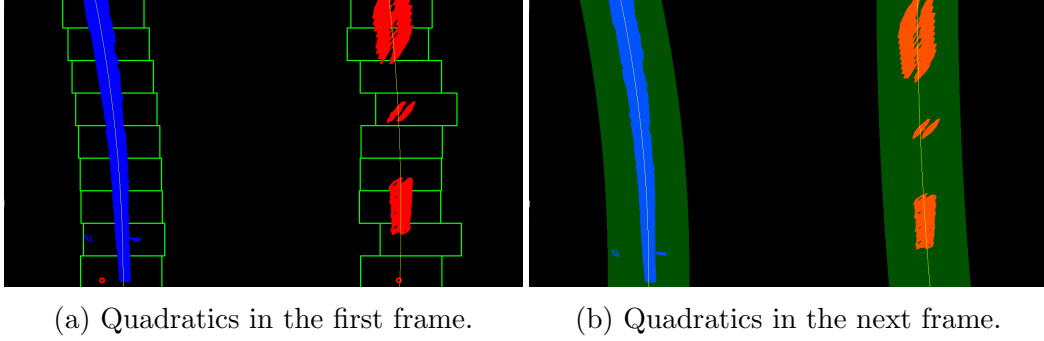 (a) Quadratics in the first frame.
(b) Quadratics in the next frame.